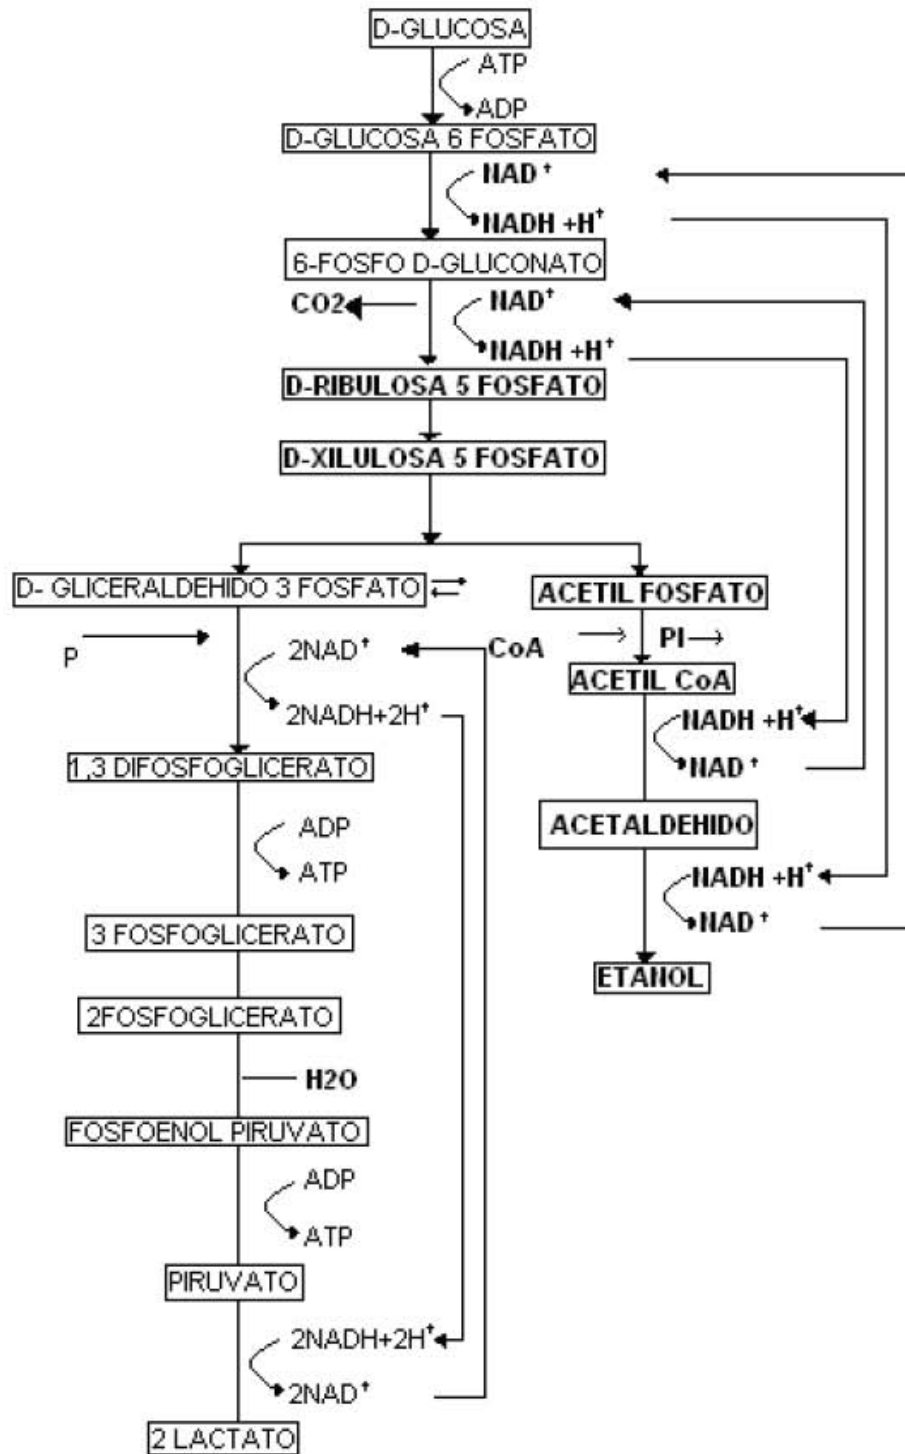 D-GLUCOSA
ATP
ADP
D-GLUCOSA 6 FOSFATO
NAD⁺
NADH +H⁺
6-FOSFO D-GLUCONATO
CO2
NAD⁺
NADH +H⁺
D-RIBULOSA 5 FOSFATO
D-XILULOSA 5 FOSFATO
D- GLICERALDEHIDO 3 FOSFATO
P
2NAD⁺
2NADH+2H⁺
1,3 DIFOSFOGLICERATO
ADP
ATP
3 FOSFOGLICERATO
2FOSFOGLICERATO
H2O
FOSFOENOL PIRUVATO
ADP
ATP
PIRUVATO
2NADH+2H⁺
2NAD⁺
2 LACTATO
ACETIL FOSFATO
CoA
PI
ACETIL CoA
NADH +H⁺
NAD⁺
ACETALDEHIDO
NADH +H⁺
NAD⁺
ETANOL